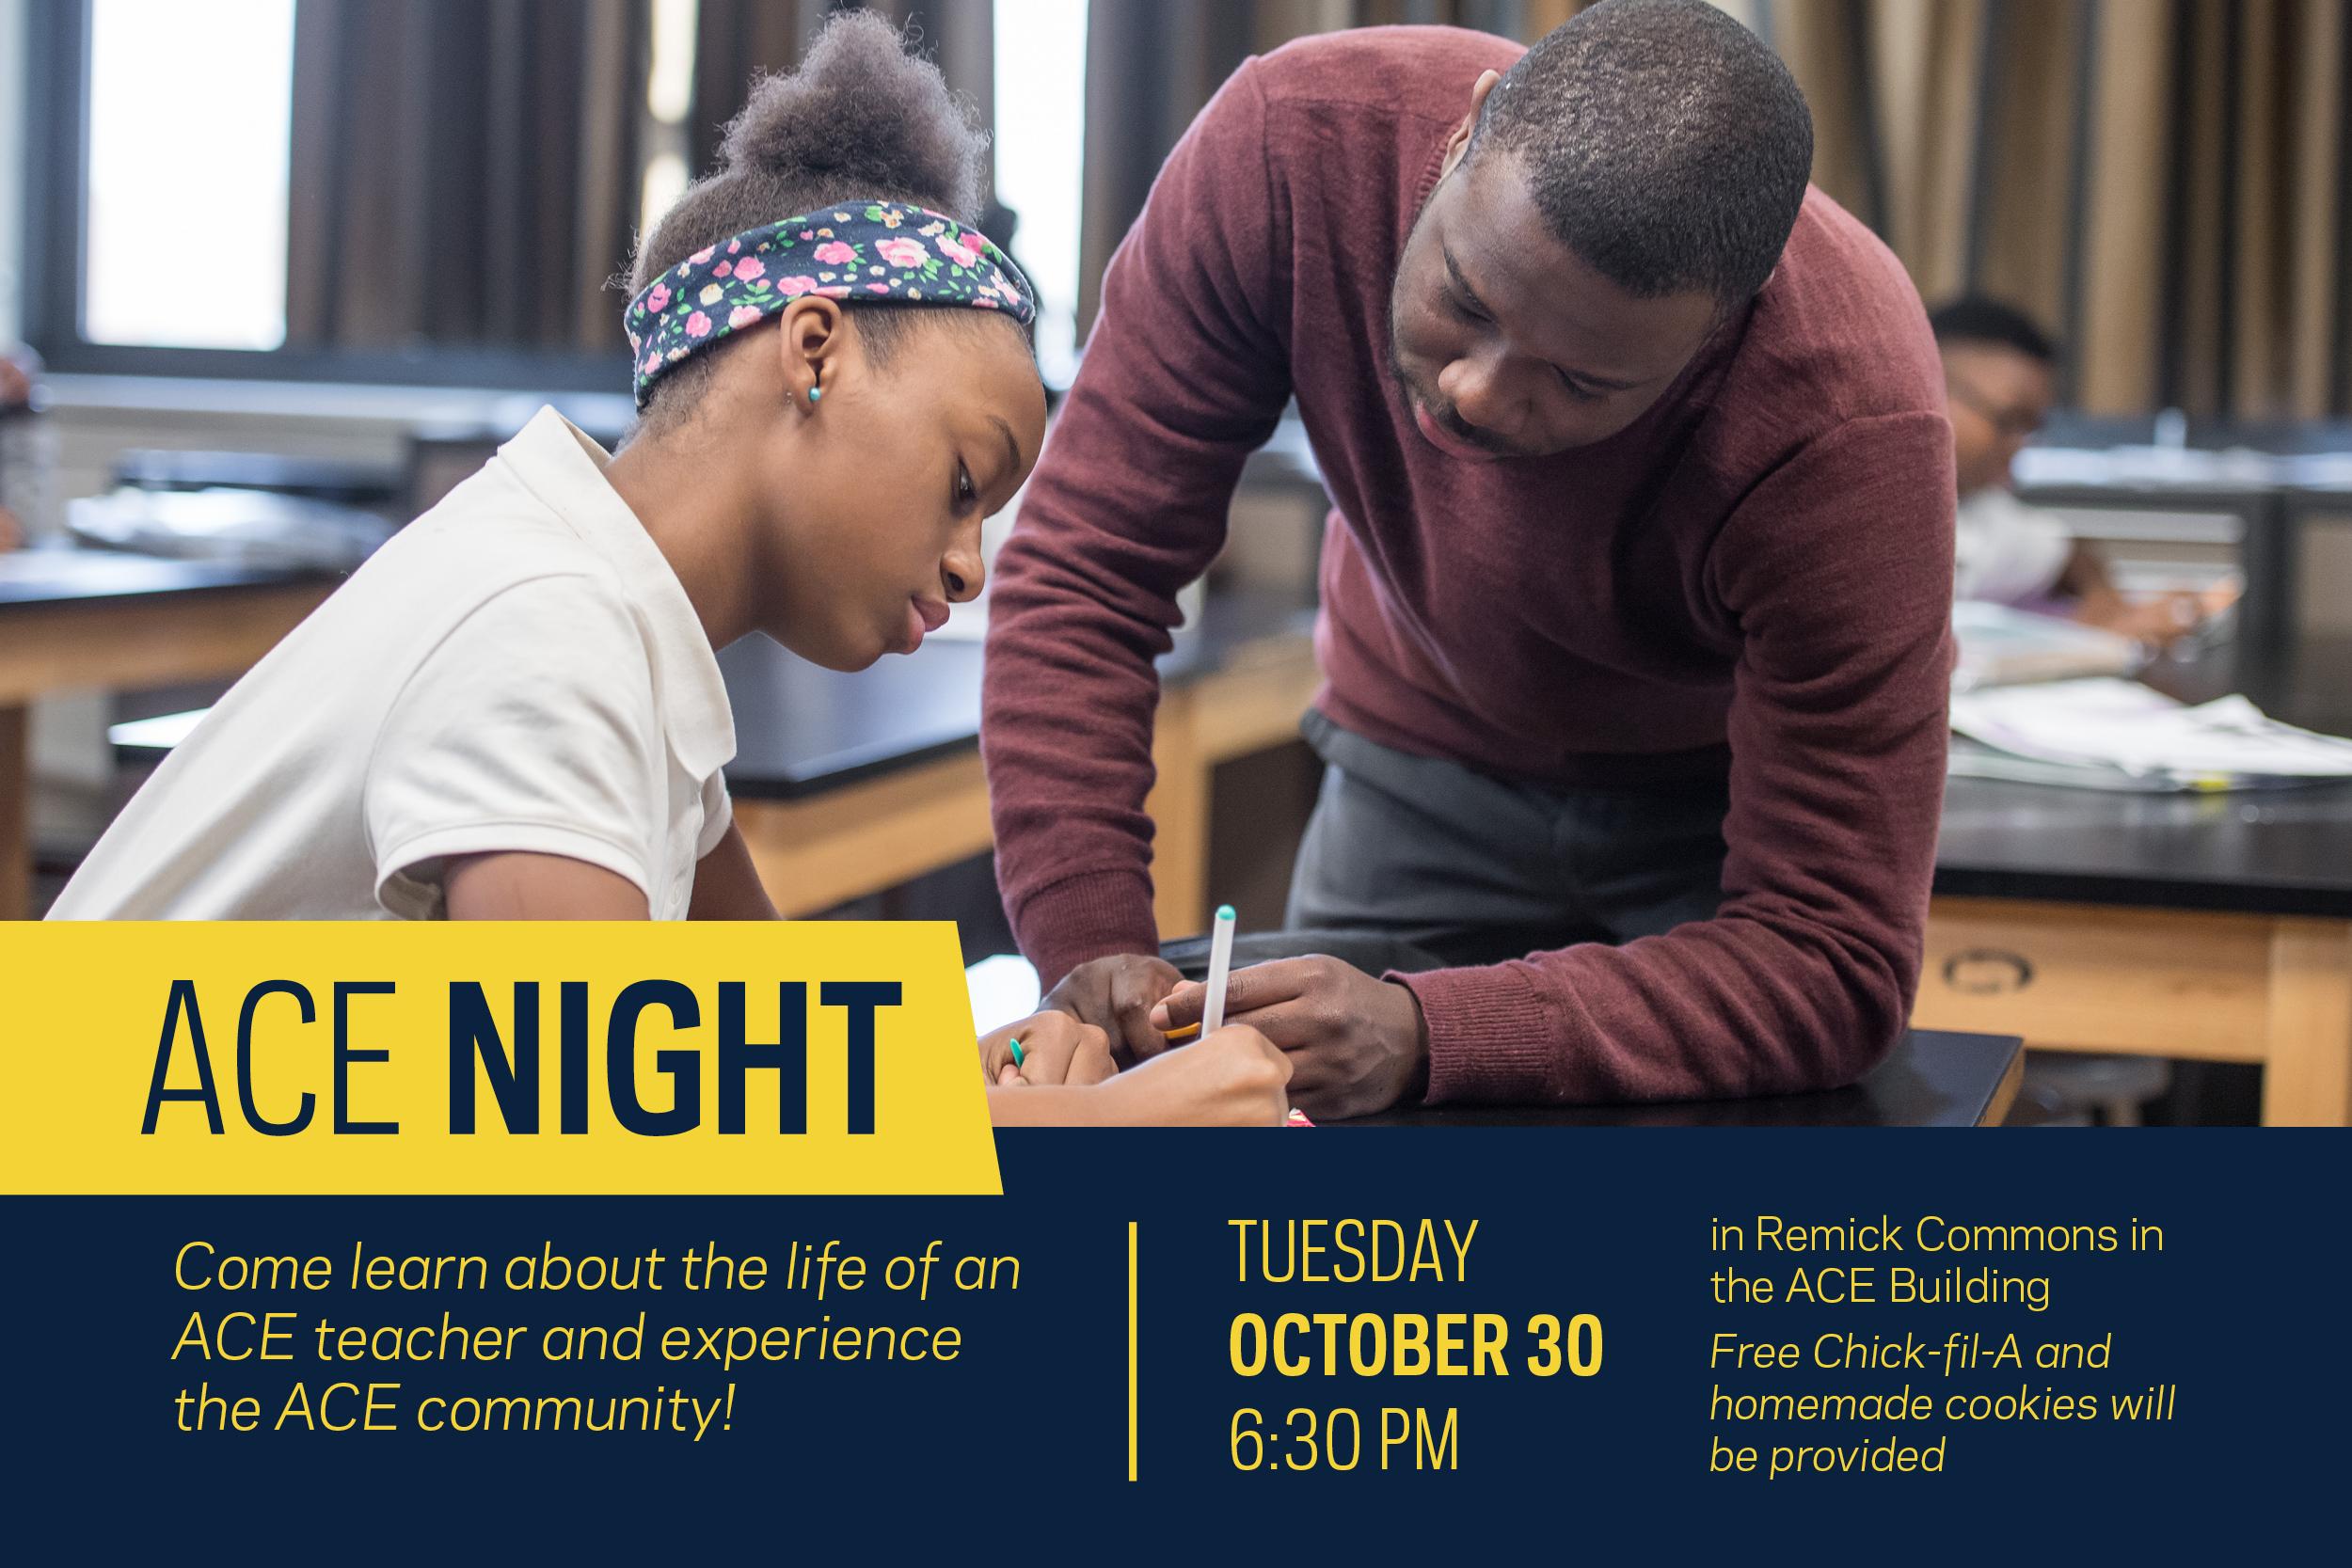 ACE NIGHT
Come learn about the life of an
ACE teacher and experience
the ACE community!
TUESDAY
OCTOBER 30
6:30 PM
in Remick Commons in
the ACE Building
Free Chick-fil-A and
homemade cookies will
be provided